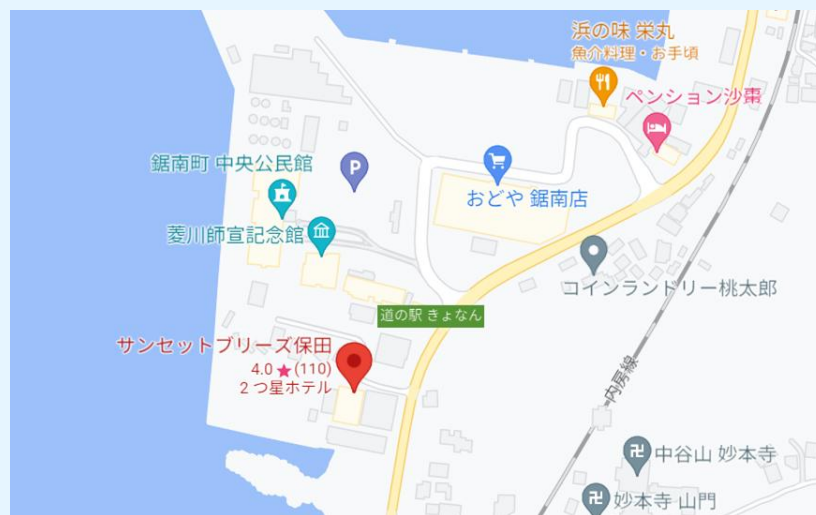 浜の味 栄丸
魚介料理・お手頃
ペンション沙棗
鋸南町 中央公民館
P
おどや 鋸南店
菱川師宣記念館
コインランドリー桃太郎
道の駅 きょなん
サンセットブリーズ保田
4.0★(110)
2 つ星ホテル
内房線
卍
中谷山 妙本寺
卍
妙本寺 山門